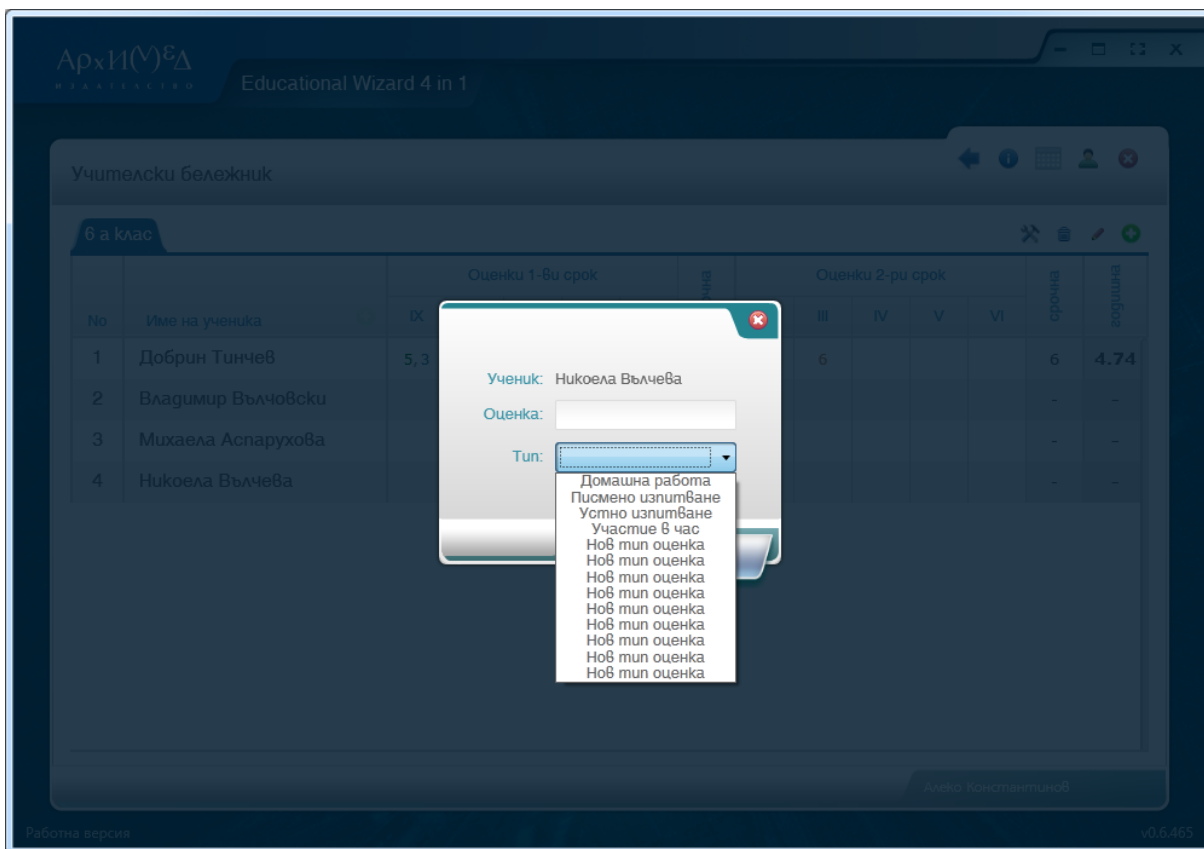 АрхИ(V)ЕΔ
ИЗДАТЕЛСТВО
Educational Wizard 4 in 1
Учителски бележник
6 а клас
Оценки 1-ви срок
Оценки 2-ри срок
срочна
годишна
No
Име на ученика
IX
III
IV
V
VI
1
Добрин Тинчев
5, 3
6
6
4.74
2
Владимир Вълчовски
-
-
3
Михаела Аспарухова
-
-
4
Никоела Вълчева
-
-
Ученик: Никоела Вълчева
Оценка:
Тип:
Домашна работа
Писмено изпитване
Устно изпитване
Участие в час
Нов тип оценка
Нов тип оценка
Нов тип оценка
Нов тип оценка
Нов тип оценка
Нов тип оценка
Нов тип оценка
Нов тип оценка
Нов тип оценка
Алеко Константинов
Работна версия
v0.6.465